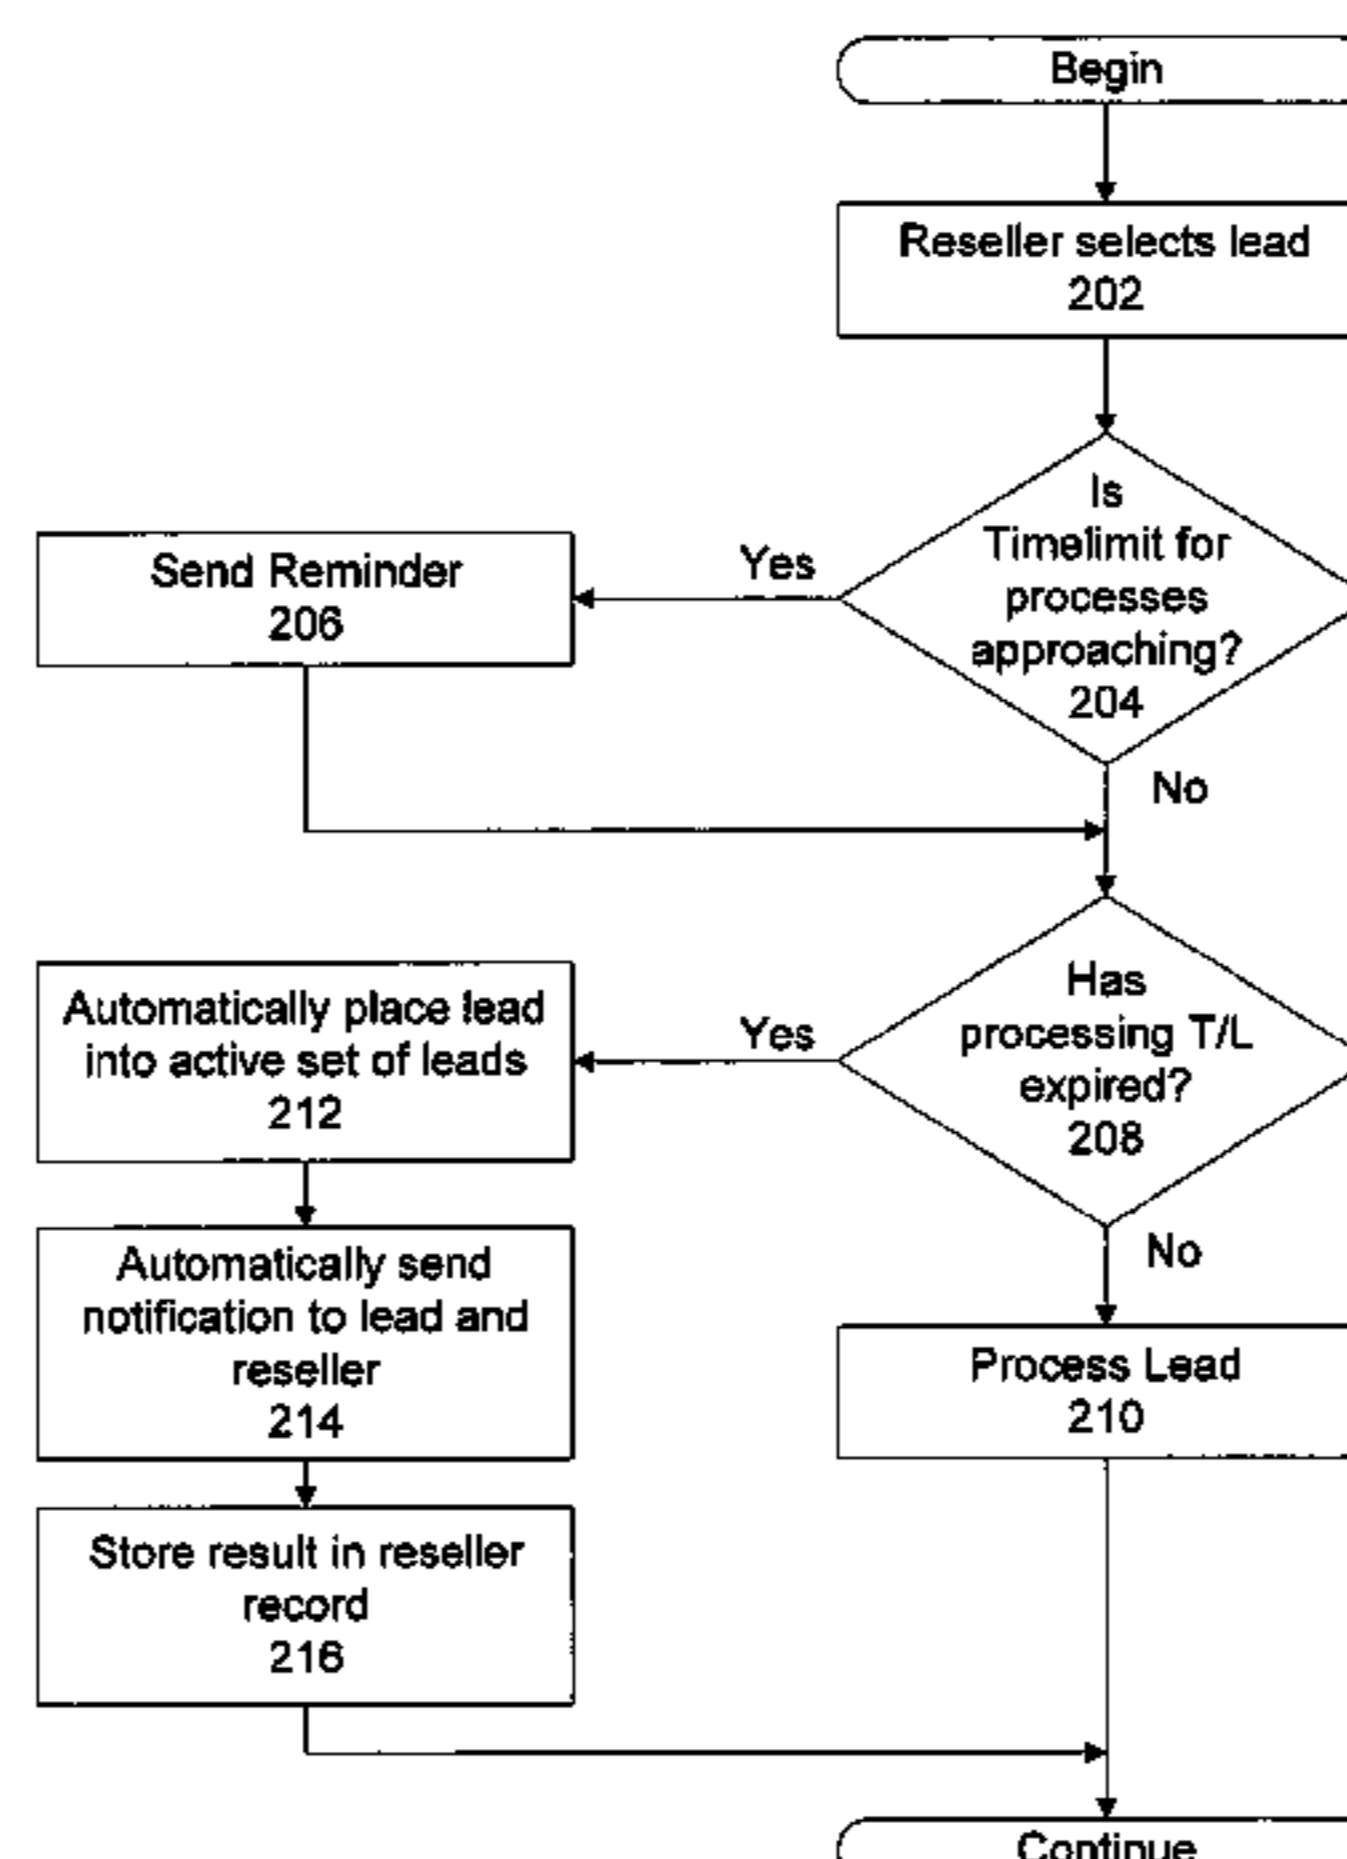 Begin
Reseller selects lead
202
Is
Timelimit for
processes
approaching?
204
Yes
Send Reminder
206
No
Has
processing T/L
expired?
208
Yes
Automatically place lead
into active set of leads
212
No
Automatically send
notification to lead and
reseller
214
Process Lead
210
Store result in reseller
record
216
Continue